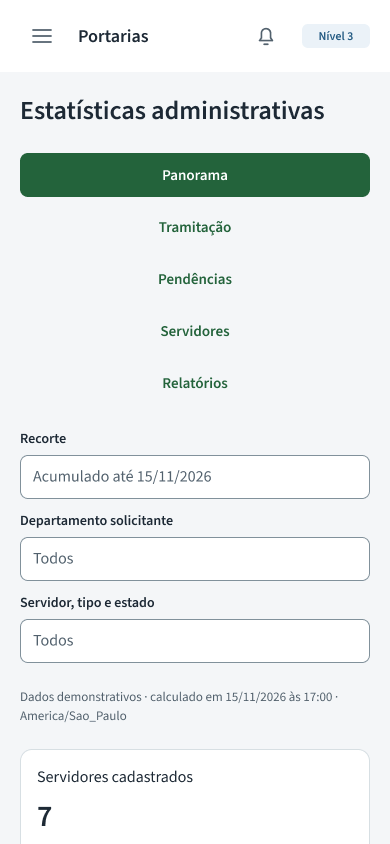 Portarias
Nível 3
Estatísticas administrativas
Panorama
Tramitação
Pendências
Servidores
Relatórios
Recorte
Acumulado até 15/11/2026
Departamento solicitante
Todos
Servidor, tipo e estado
Todos
Dados demonstrativos · calculado em 15/11/2026 às 17:00 ·
America/Sao_Paulo
Servidores cadastrados
7